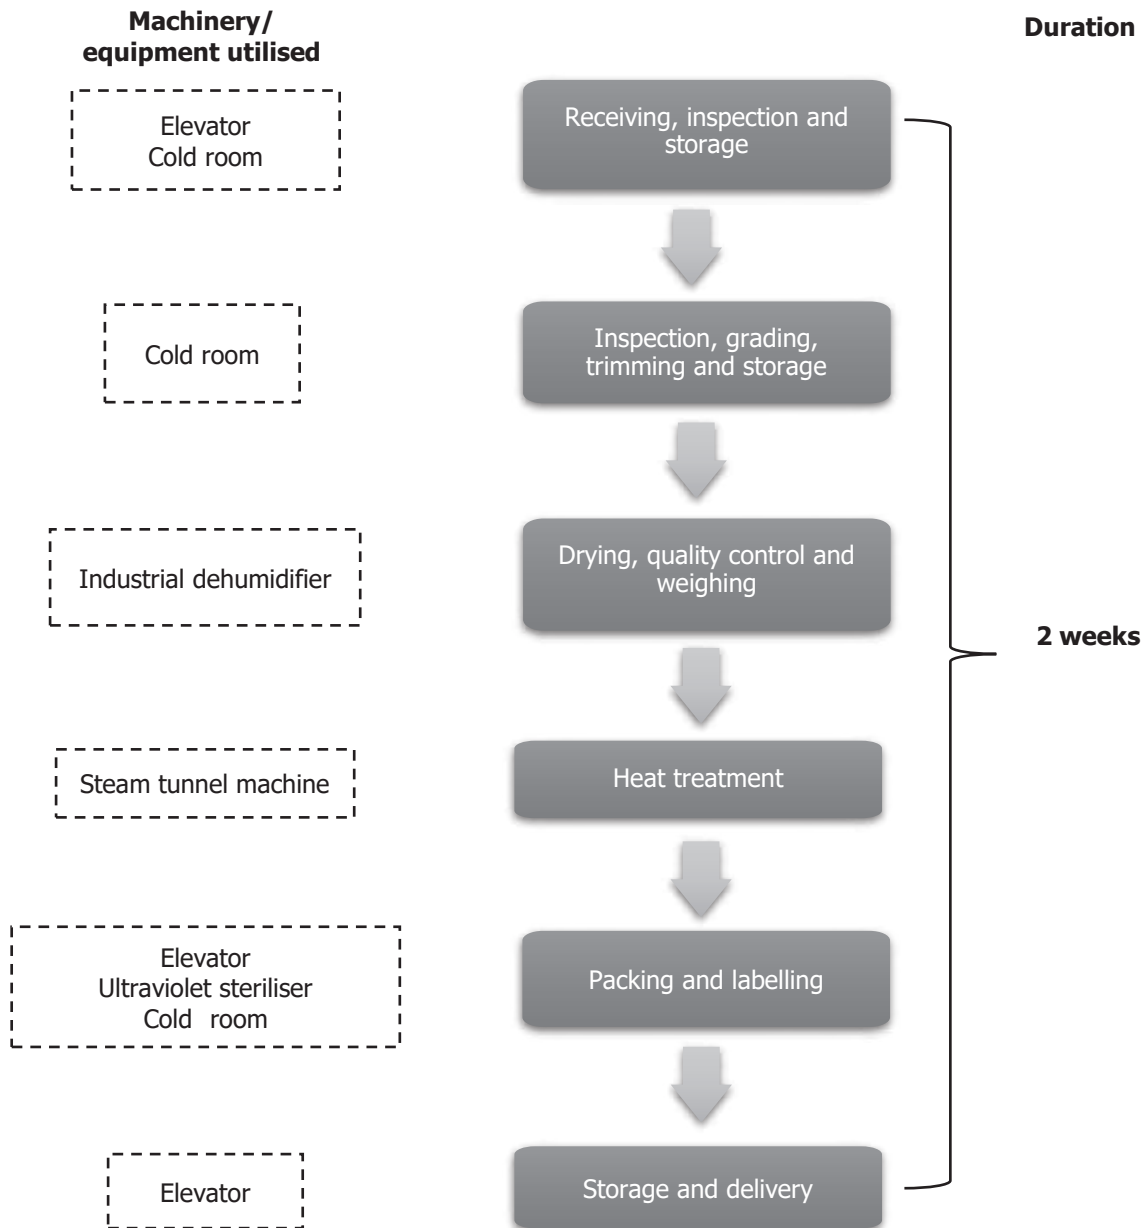 Machinery/
equipment utilised
Duration
Elevator
Cold room
Receiving, inspection and
storage
Cold room
Inspection, grading,
trimming and storage
Industrial dehumidifier
Drying, quality control and
weighing
2 weeks
Steam tunnel machine
Heat treatment
Elevator
Ultraviolet steriliser
Cold room
Packing and labelling
Elevator
Storage and delivery